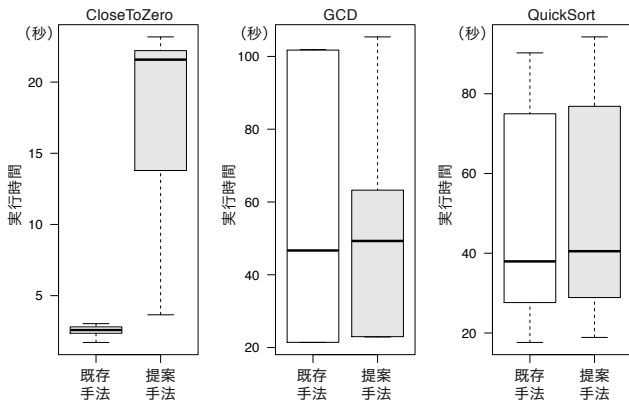 CloseToZero
（秒）
20
15
10
5
実行時間
既存
手法
提案
手法
GCD
（秒）
100
80
60
40
20
実行時間
既存
手法
提案
手法
QuickSort
（秒）
80
60
40
20
実行時間
既存
手法
提案
手法